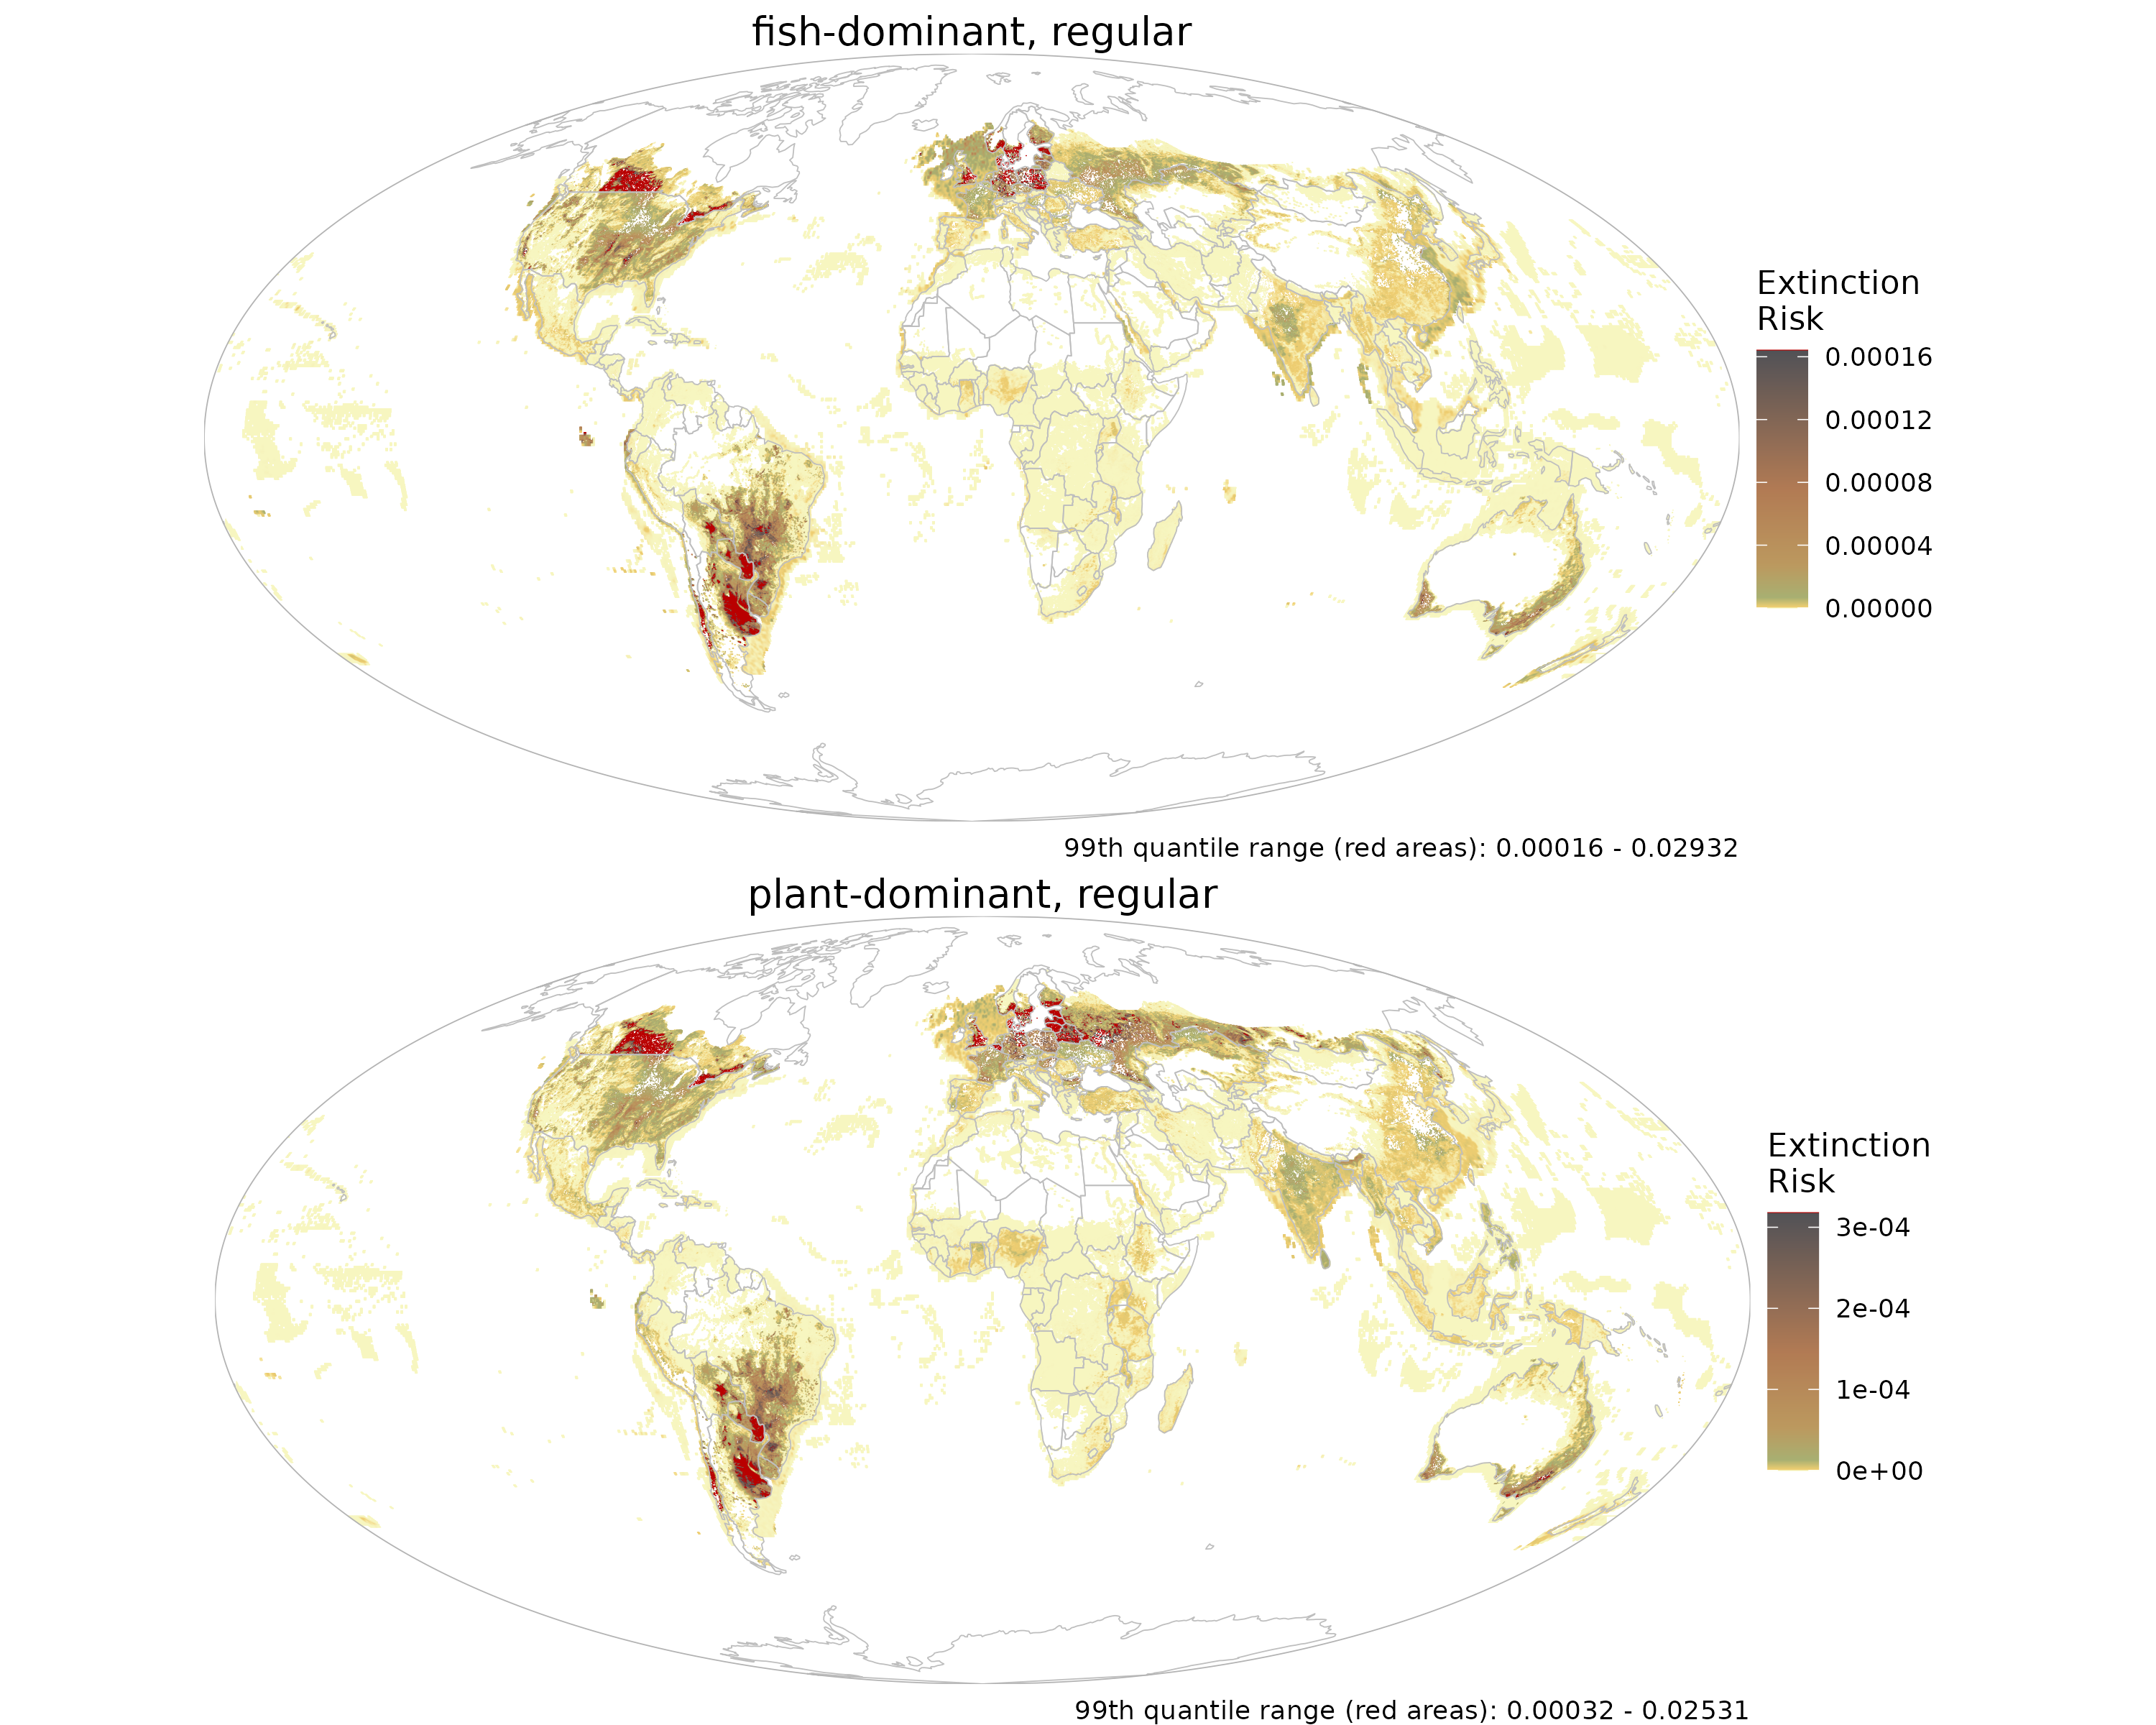 fish-dominant, regular
Extinction
Risk
0.00016
0.00012
0.00008
0.00004
0.00000
99th quantile range (red areas): 0.00016 - 0.02932
plant-dominant, regular
Extinction
Risk
3e-04
2e-04
1e-04
0e+00
99th quantile range (red areas): 0.00032 - 0.02531